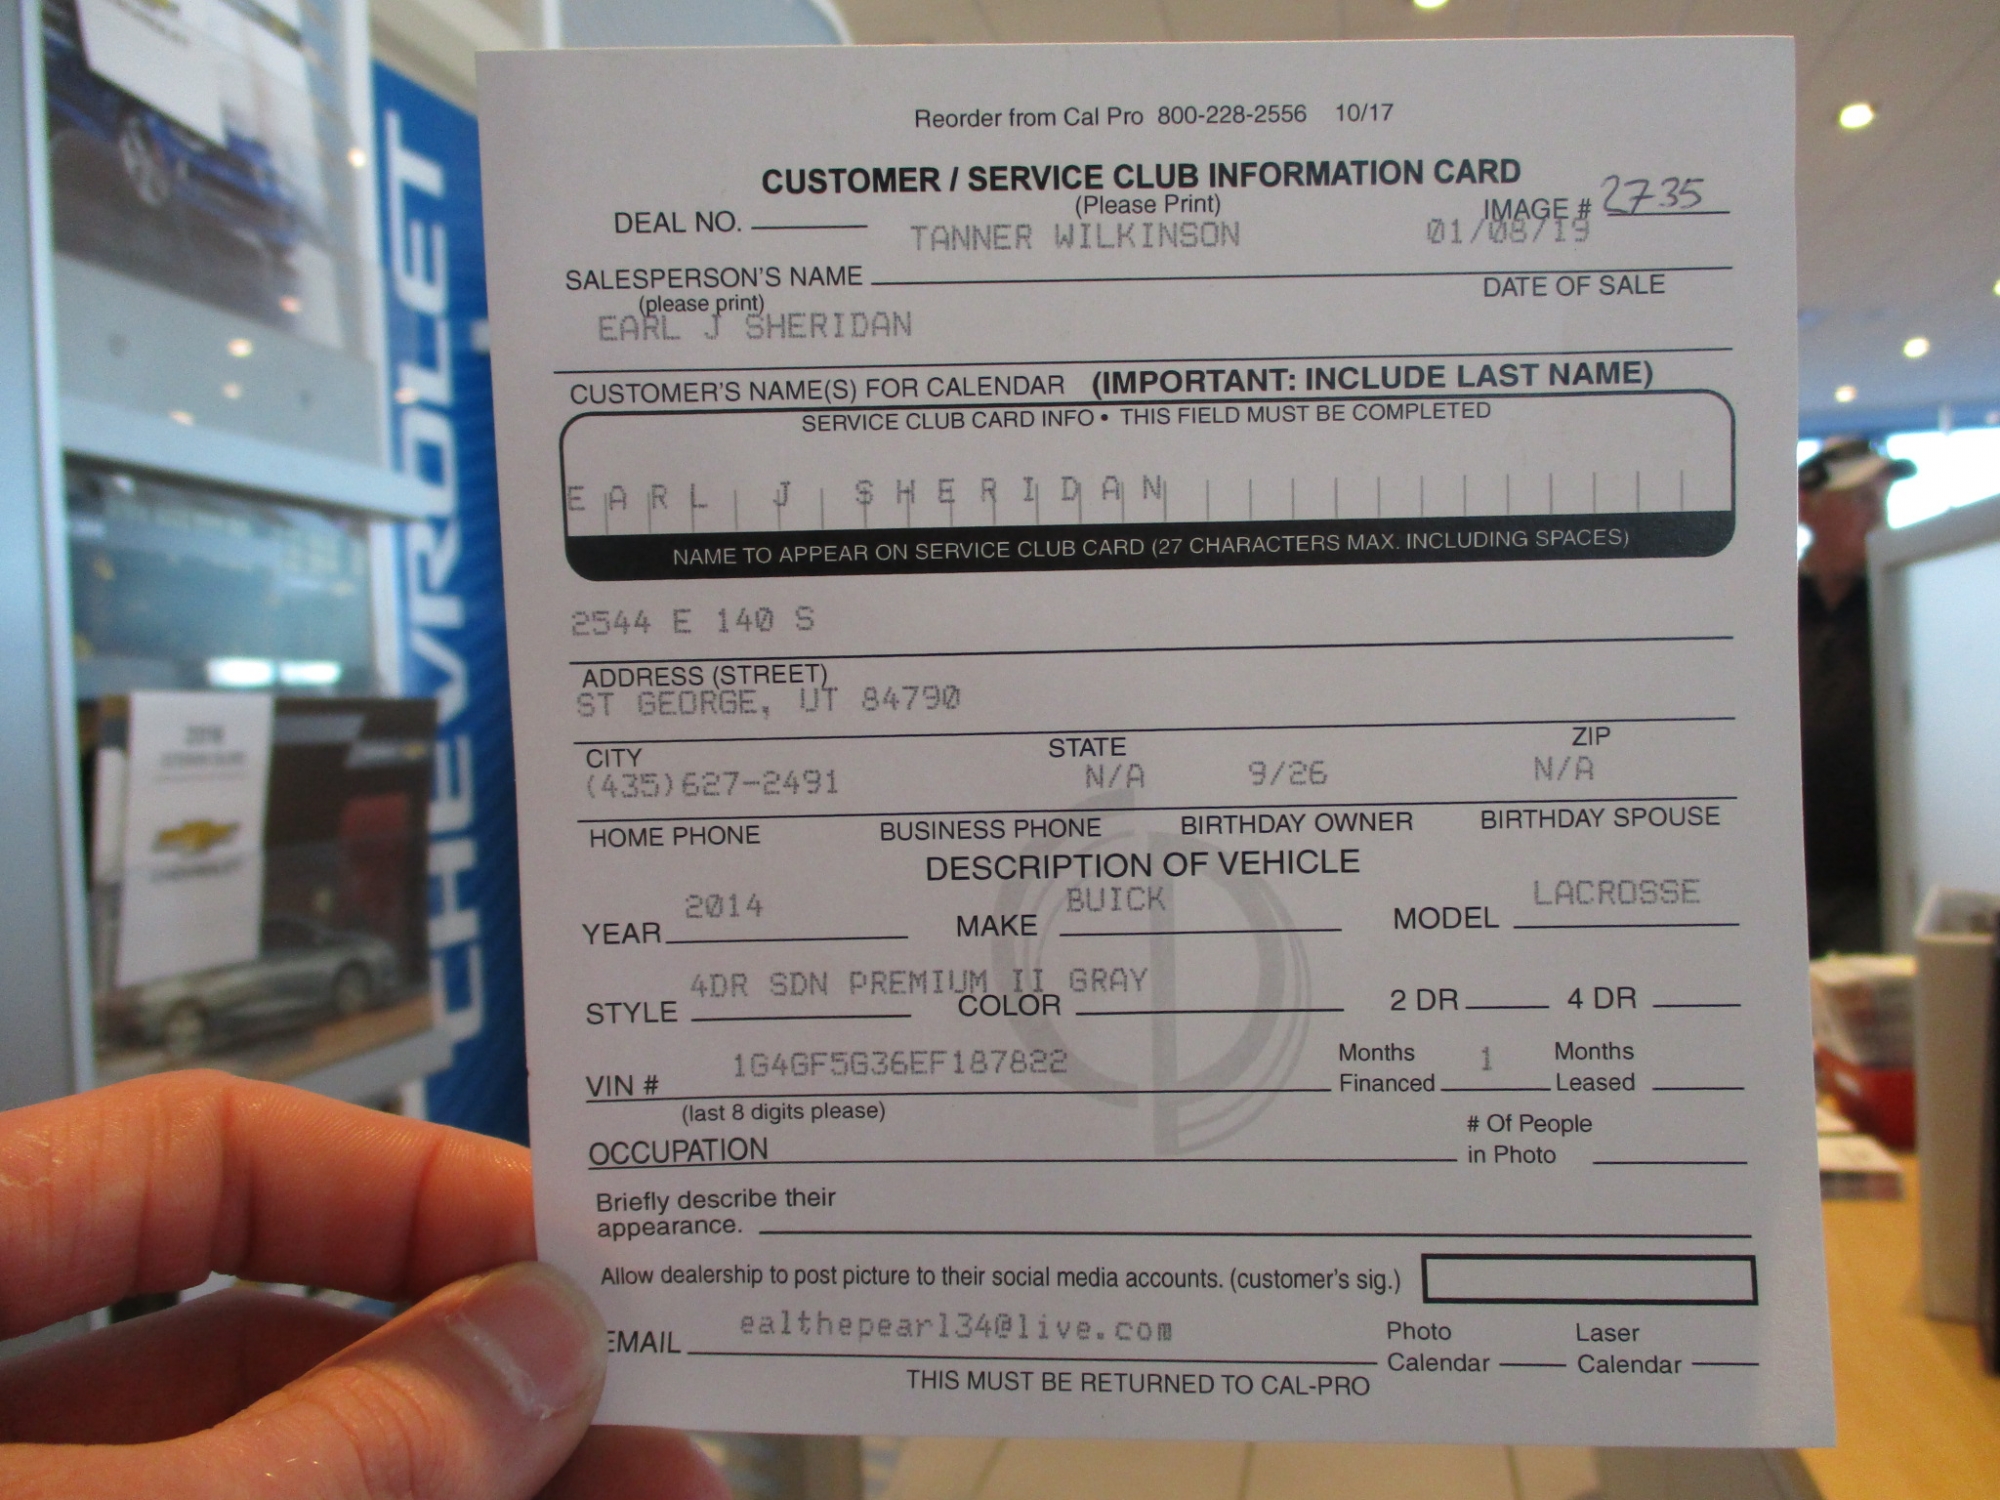 Reorder from Cal Pro 800-228-2556 10/17
CUSTOMER / SERVICE CLUB INFORMATION CARD
(Please Print)
DEAL NO.
IMAGE # 2735
TANNER WILKINSON 01/08/19
SALESPERSON'S NAME
DATE OF SALE
(please print)
EARL J SHERIDAN
CUSTOMER'S NAME(S) FOR CALENDAR (IMPORTANT: INCLUDE LAST NAME)
SERVICE CLUB CARD INFO • THIS FIELD MUST BE COMPLETED
EARL J SHERIDAN
NAME TO APPEAR ON SERVICE CLUB CARD (27 CHARACTERS MAX. INCLUDING SPACES)
2544 E 140 S
ADDRESS (STREET)
ST GEORGE, UT 84790
CITY STATE ZIP
(435)627-2491 N/A 9/26 N/A
HOME PHONE BUSINESS PHONE BIRTHDAY OWNER BIRTHDAY SPOUSE
DESCRIPTION OF VEHICLE
YEAR 2014 MAKE BUICK MODEL LACROSSE
4DR SDN PREMIUM II GRAY
STYLE COLOR 2 DR 4 DR
VIN # 1G4GF5G36EF187822
Months Financed 1 Months Leased
(last 8 digits please)
OCCUPATION
# Of People in Photo
Briefly describe their
appearance.
Allow dealership to post picture to their social media accounts. (customer's sig.)
EMAIL ealthepearl34@live.com
Photo Calendar Laser Calendar
THIS MUST BE RETURNED TO CAL-PRO
CHEVROLET